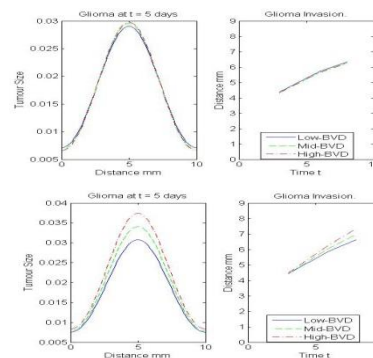 Glioma at t = 5 days
0.03
0.025
0.02
0.015
0.01
0.005
Tumour Size
0
5
10
Distance mm
Glioma Invasion.
9
8
7
6
5
4
3
2
1
0
Distance mm
Low-BVD
Mid-BVD
High-BVD
5
Time t
Glioma at t = 5 days
0.04
0.035
0.03
0.025
0.02
0.015
0.01
0.005
Tumour Size
0
5
10
Distance mm
Glioma Invasion.
9
8
7
6
5
4
3
2
1
0
Distance mm
Low-BVD
Mid-BVD
High-BVD
5
Time t